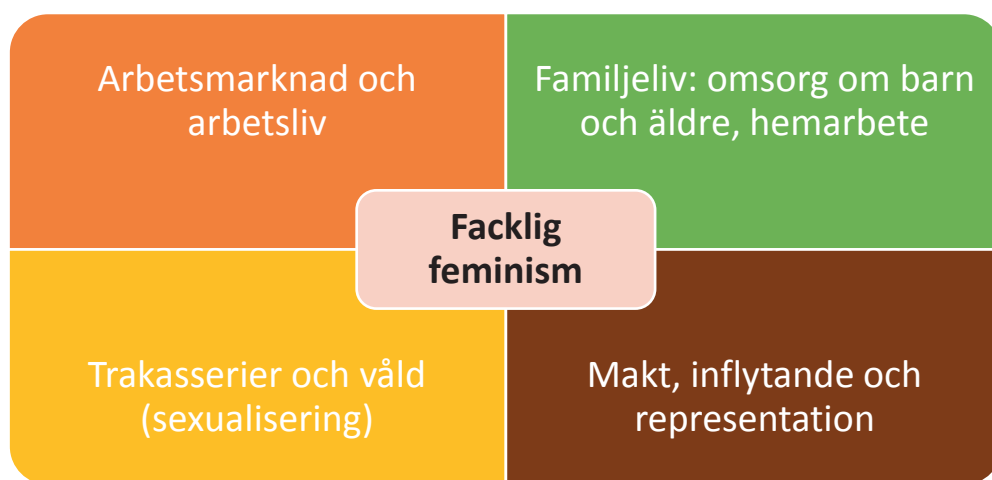 Arbetsmarknad och
arbetsliv
Familjeliv: omsorg om barn
och äldre, hemarbete
Facklig
feminism
Trakasserier och våld
(sexualisering)
Makt, inflytande och
representation